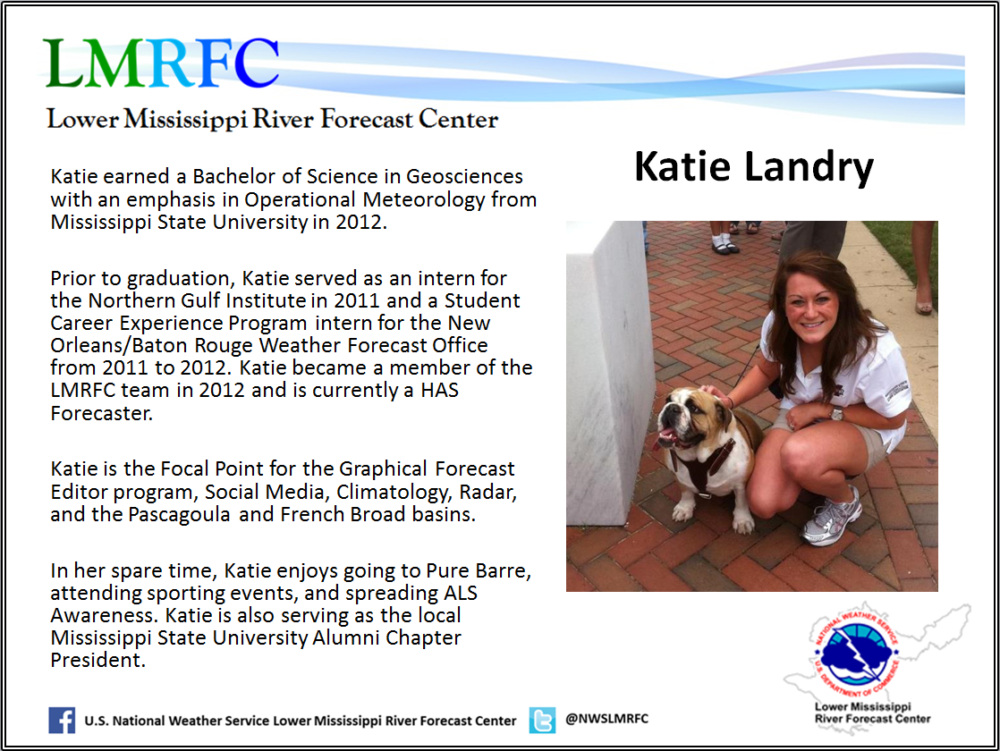 LMRFC
Lower Mississippi River Forecast Center
Katie Landry
Katie earned a Bachelor of Science in Geosciences
with an emphasis in Operational Meteorology from
Mississippi State University in 2012.
Prior to graduation, Katie served as an intern for
the Northern Gulf Institute in 2011 and a Student
Career Experience Program intern for the New
Orleans/Baton Rouge Weather Forecast Office
from 2011 to 2012. Katie became a member of the
LMRFC team in 2012 and is currently a HAS
Forecaster.
Katie is the Focal Point for the Graphical Forecast
Editor program, Social Media, Climatology, Radar,
and the Pascagoula and French Broad basins.
In her spare time, Katie enjoys going to Pure Barre,
attending sporting events, and spreading ALS
Awareness. Katie is also serving as the local
Mississippi State University Alumni Chapter
President.
NATIONAL WEATHER SERVICE
U.S. DEPARTMENT OF COMMERCE
Lower Mississippi
River Forecast Center
f U.S. National Weather Service Lower Mississippi River Forecast Center @NWSLMRFC